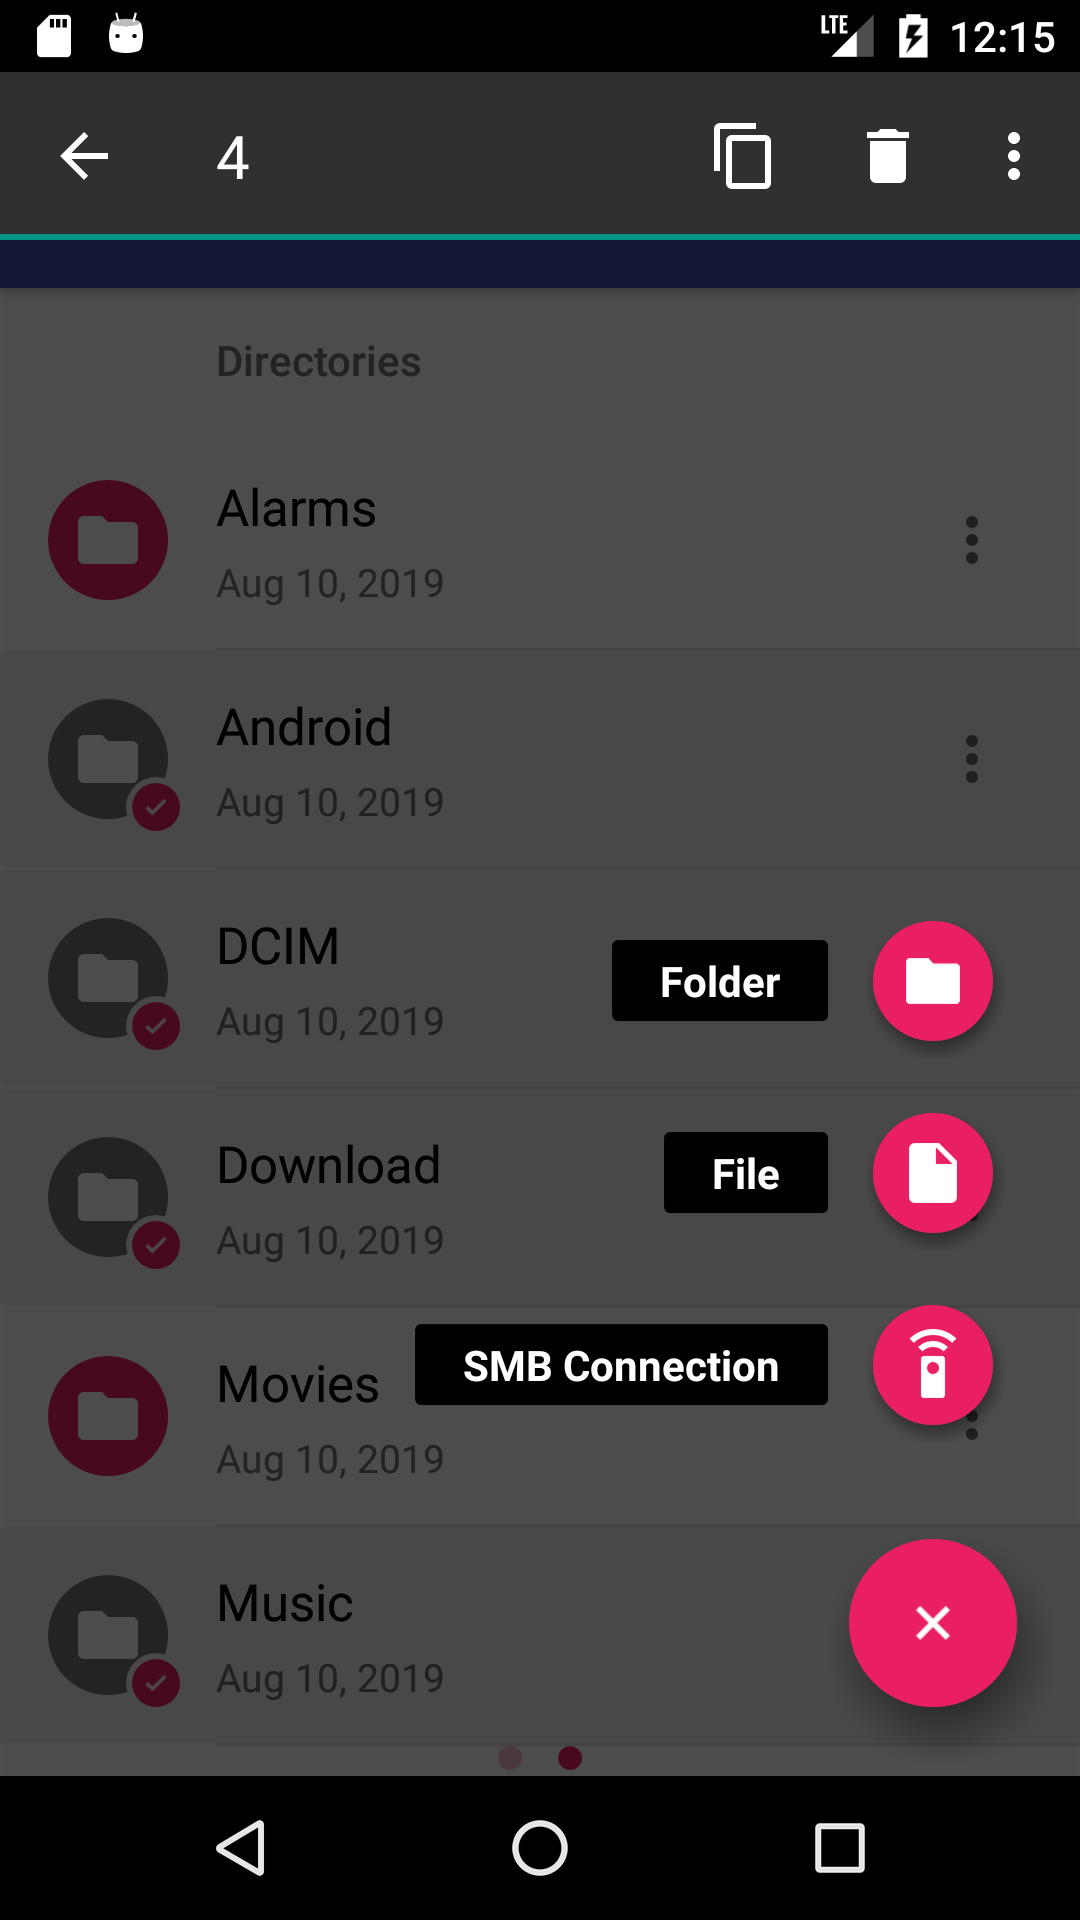 LTE 12:15
4
Directories
Alarms
Aug 10, 2019
Android
Aug 10, 2019
DCIM
Folder
Aug 10, 2019
Download
File
Aug 10, 2019
SMB Connection
Movies
Aug 10, 2019
Music
Aug 10, 2019